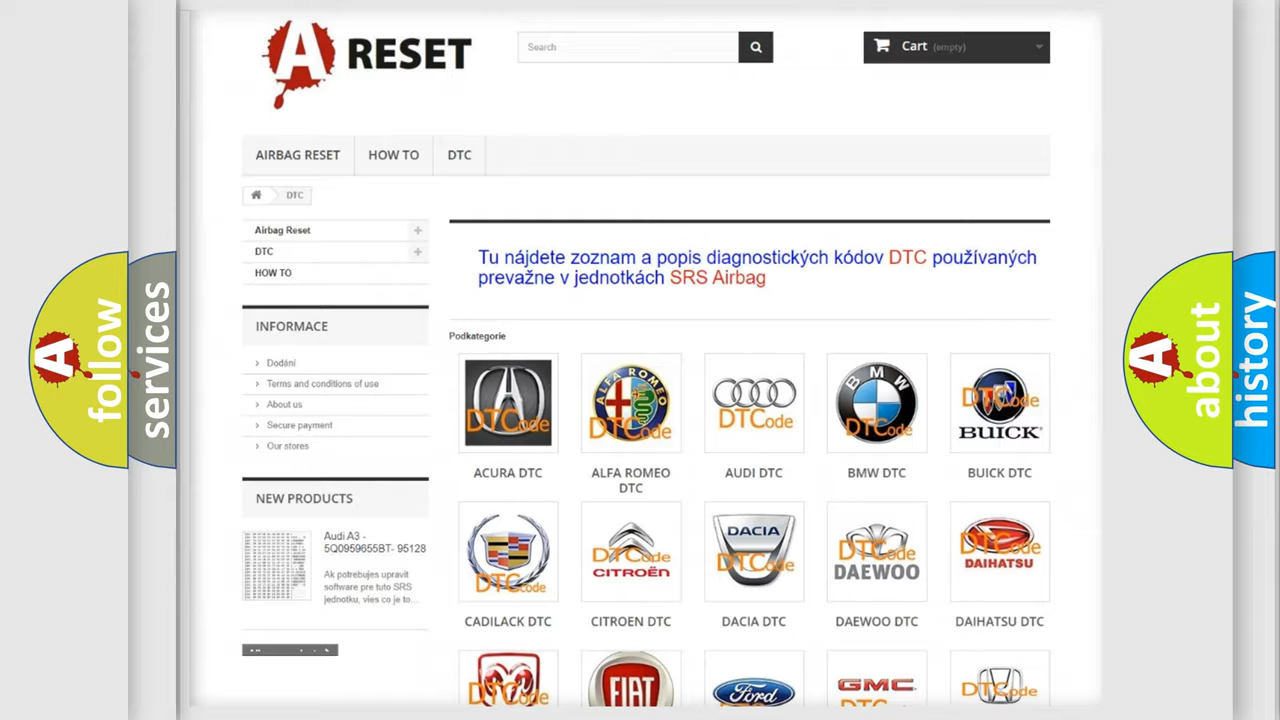 A RESET
Search
Cart (empty)
AIRBAG RESET
HOW TO
DTC
DTC
Airbag Reset
DTC
HOW TO
INFORMACE
Dodání
Terms and conditions of use
About us
Secure payment
Our stores
NEW PRODUCTS
Audi A3 -
5Q0959655BT- 95128
Ak potrebujes upravit
software pre tuto SRS
jednotku, vies co je to...
Tu nájdete zoznam a popis diagnostických kódov DTC používaných
prevažne v jednotkách SRS Airbag
Podkategorie
DTCode
ALFA ROMEO
DTCode
DTCode
BMW
DTCode
DTCode
BUICK
ACURA DTC
ALFA ROMEO
DTC
AUDI DTC
BMW DTC
BUICK DTC
DTCode
DTCode
CITROËN
DACIA
DTCode
DTCode
DAEWOO
DTCode
DAIHATSU
CADILACK DTC
CITROEN DTC
DACIA DTC
DAEWOO DTC
DAIHATSU DTC
DTCode
FIAT
Ford
GMC
DTCode
A follow
services
A about
history